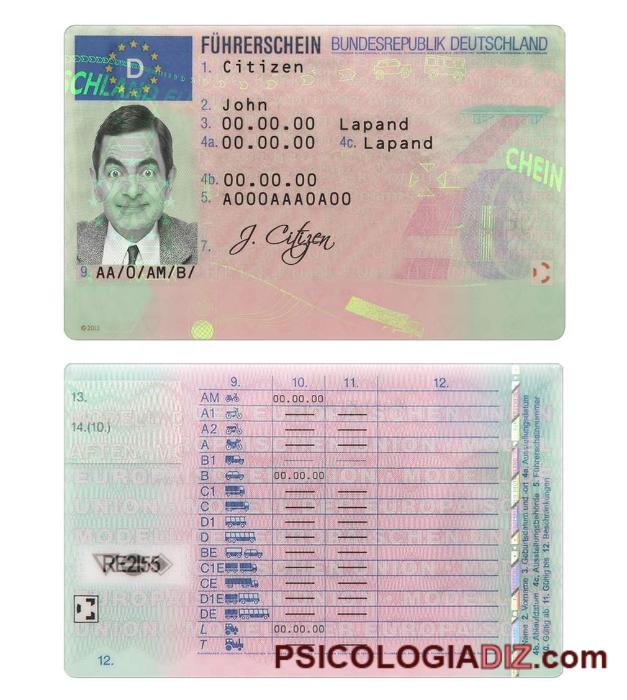 FÜHRERSCHEIN BUNDESREPUBLIK DEUTSCHLAND
D
1. Citizen
2. John
3. 00.00.00 Lapand
4a. 00.00.00 4c. Lapand
4b. 00.00.00
5. A000AAA0A00
CHEIN
7. J. Citizen
9. AA/O/AM/B/
©2013
9. 10. 11. 12.
13.
14.(10.)
AM 00.00.00
A1
A2
A
B1
B 00.00.00
C1
C
D1
D
BE
C1E
CE
D1E
DE
L 00.00.00
T
RE2155
12.
Name 2. Vorname 3. Geburtsdatum und -ort 4a. Ausstellungsdatum
4b. Ablaufdatum 4c. Ausstellungsbehörde 5. Führerscheinnummer
10. Gültig ab 11. Gültig bis 12. Beschränkungen
PSICOLOGIADIZ.com